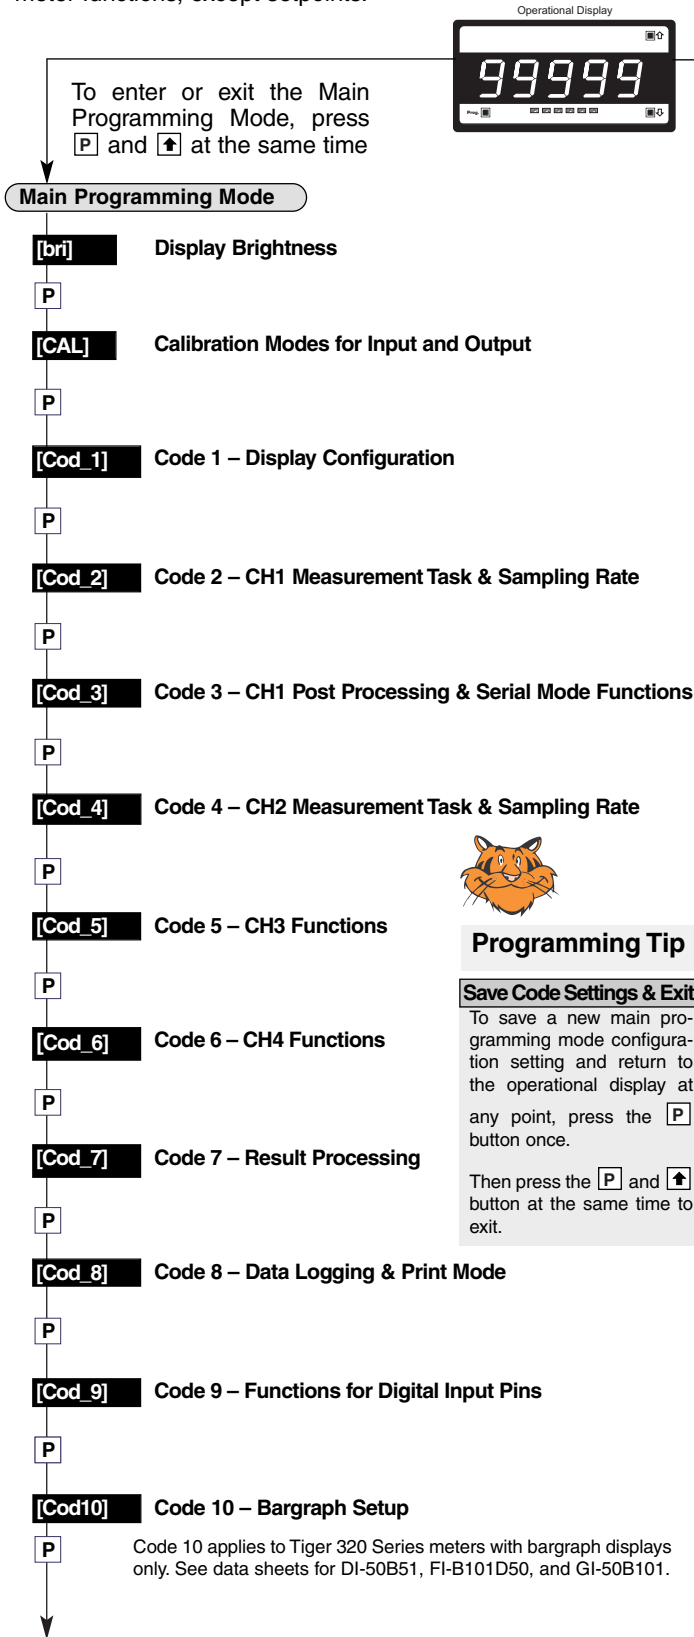 meter functions, except setpoints.
Operational Display
99999
Prog.
To enter or exit the Main
Programming Mode, press
P and at the same time
Main Programming Mode
[bri] Display Brightness
P
[CAL] Calibration Modes for Input and Output
P
[Cod_1] Code 1 – Display Configuration
P
[Cod_2] Code 2 – CH1 Measurement Task & Sampling Rate
P
[Cod_3] Code 3 – CH1 Post Processing & Serial Mode Functions
P
[Cod_4] Code 4 – CH2 Measurement Task & Sampling Rate
P
[Cod_5] Code 5 – CH3 Functions
P
[Cod_6] Code 6 – CH4 Functions
P
[Cod_7] Code 7 – Result Processing
P
Programming Tip
Save Code Settings & Exit
To save a new main pro-
gramming mode configura-
tion setting and return to
the operational display at
any point, press the P
button once.
Then press the P and
button at the same time to
exit.
[Cod_8] Code 8 – Data Logging & Print Mode
P
[Cod_9] Code 9 – Functions for Digital Input Pins
P
[Cod10] Code 10 – Bargraph Setup
P
Code 10 applies to Tiger 320 Series meters with bargraph displays
only. See data sheets for DI-50B51, FI-B101D50, and GI-50B101.